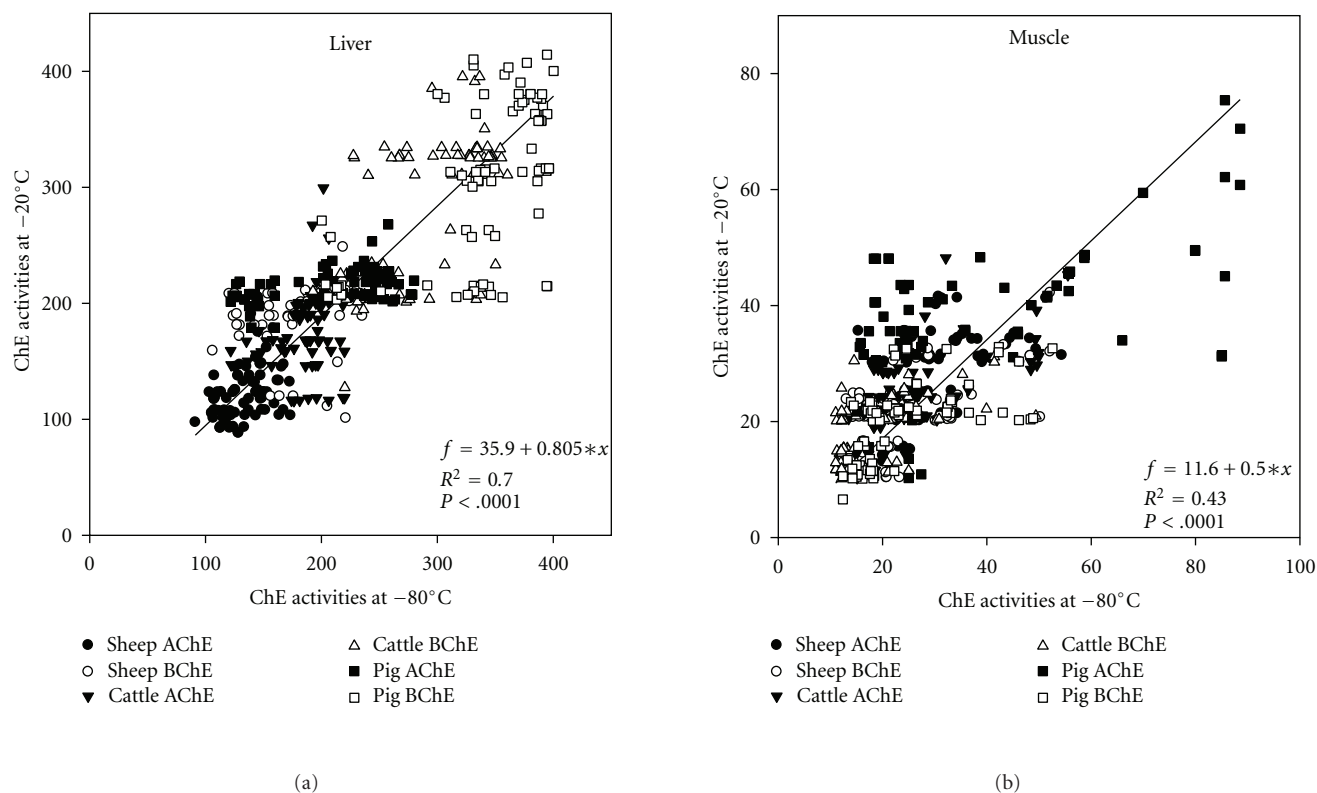 Liver
ChE activities at −20°C
400
300
200
100
0
0 100 200 300 400
ChE activities at −80°C
f = 35.9 + 0.805∗x
R² = 0.7
P < .0001
Sheep AChE
Sheep BChE
Cattle AChE
Cattle BChE
Pig AChE
Pig BChE
(a)
Muscle
ChE activities at −20°C
80
60
40
20
0
0 20 40 60 80 100
ChE activities at −80°C
f = 11.6 + 0.5∗x
R² = 0.43
P < .0001
Sheep AChE
Sheep BChE
Cattle AChE
Cattle BChE
Pig AChE
Pig BChE
(b)